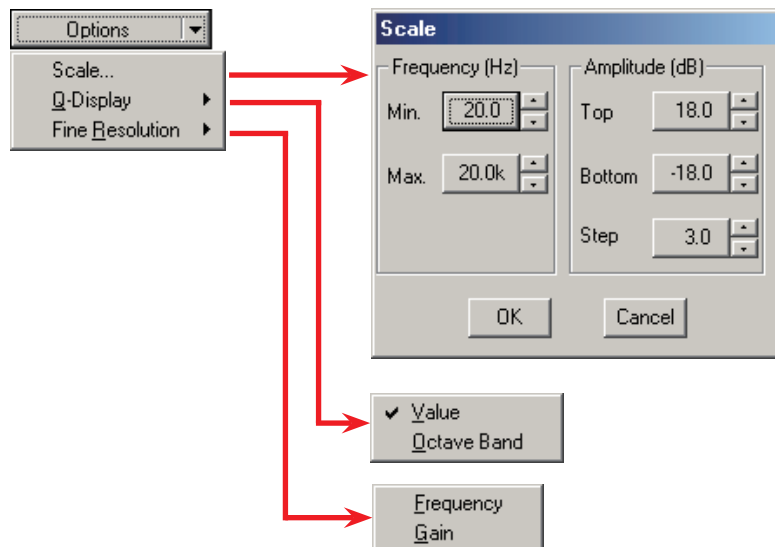 Options
Scale...
Q-Display
Fine Resolution
Scale
Frequency (Hz)
Min. 20.0
Max. 20.0k
Amplitude (dB)
Top 18.0
Bottom -18.0
Step 3.0
OK Cancel
Value
Octave Band
Frequency
Gain